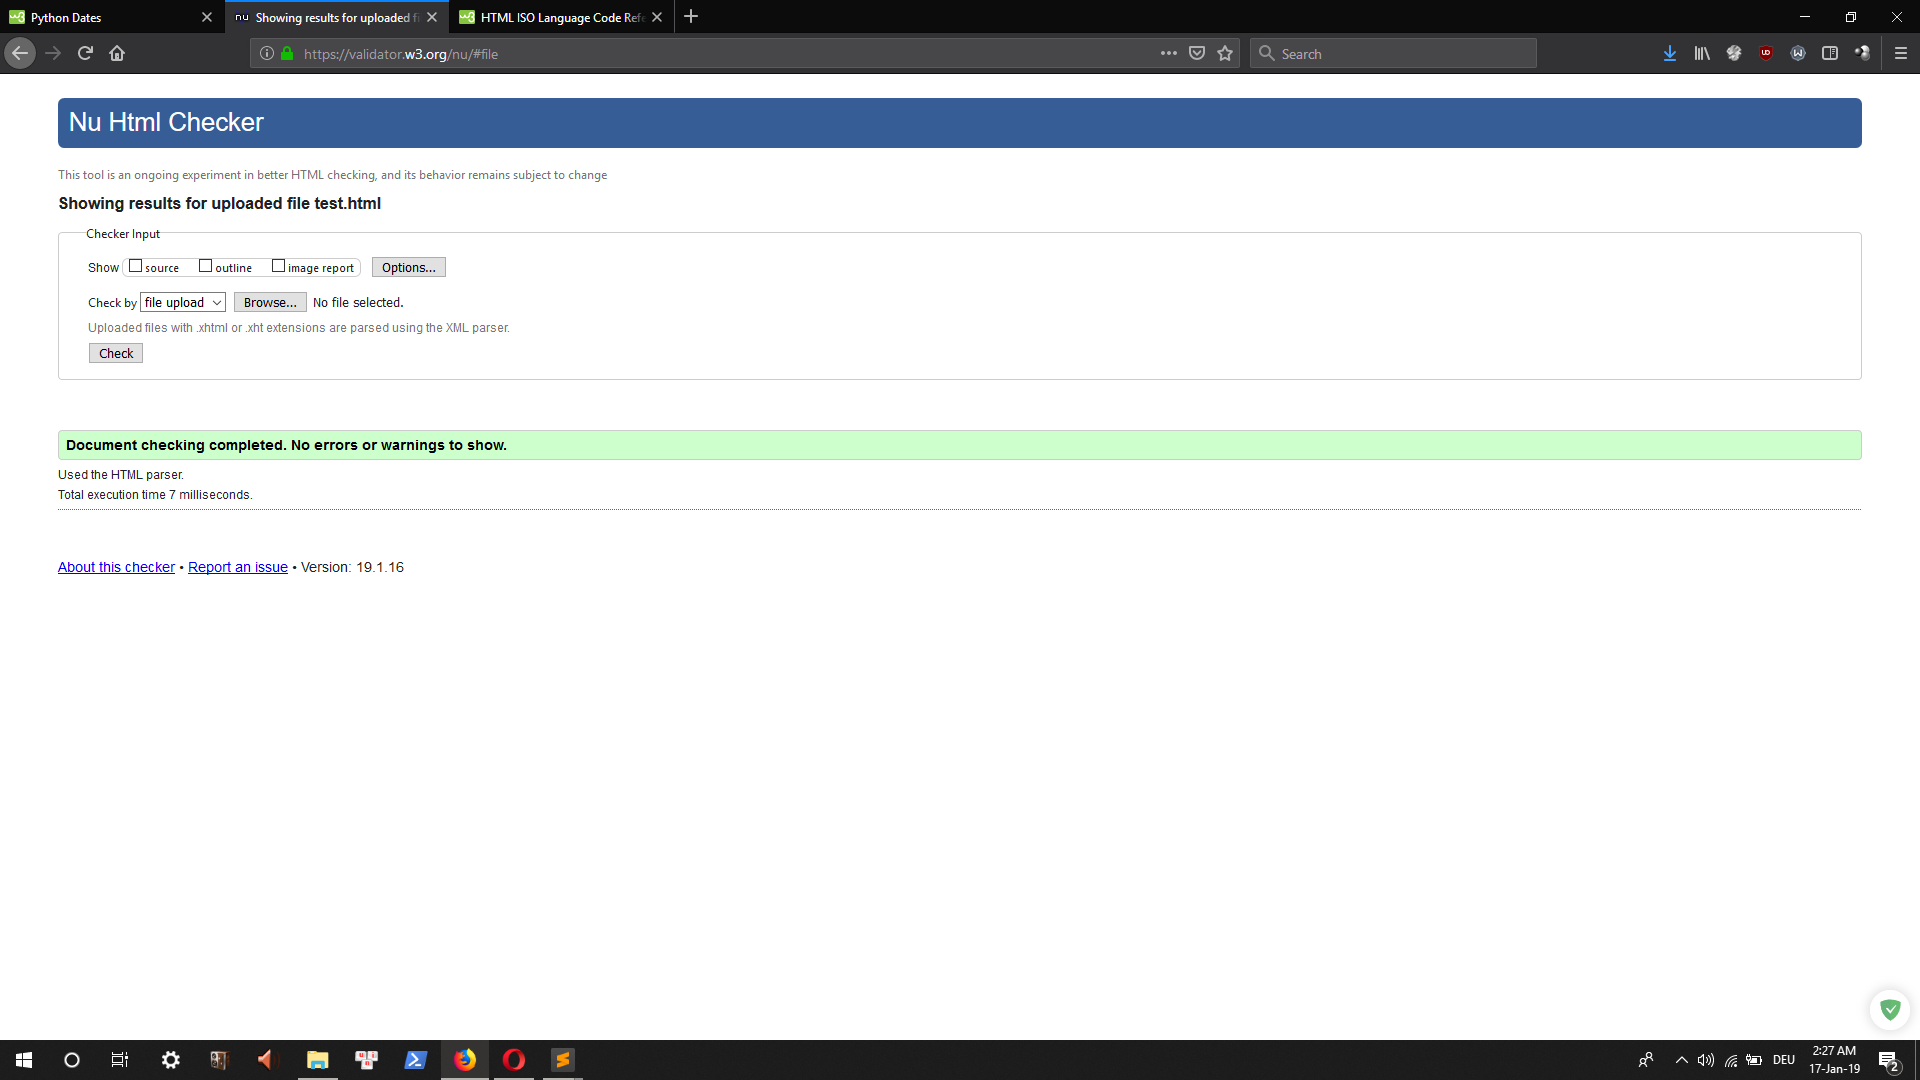 Python Dates
nu Showing results for uploaded fi
HTML ISO Language Code Refe
https://validator.w3.org/nu/#file
Search
Nu Html Checker
This tool is an ongoing experiment in better HTML checking, and its behavior remains subject to change
Showing results for uploaded file test.html
Checker Input
Show source outline image report Options...
Check by file upload Browse... No file selected.
Uploaded files with .xhtml or .xht extensions are parsed using the XML parser.
Check
Document checking completed. No errors or warnings to show.
Used the HTML parser.
Total execution time 7 milliseconds.
About this checker • Report an issue • Version: 19.1.16
DEU
2:27 AM
17-Jan-19
2